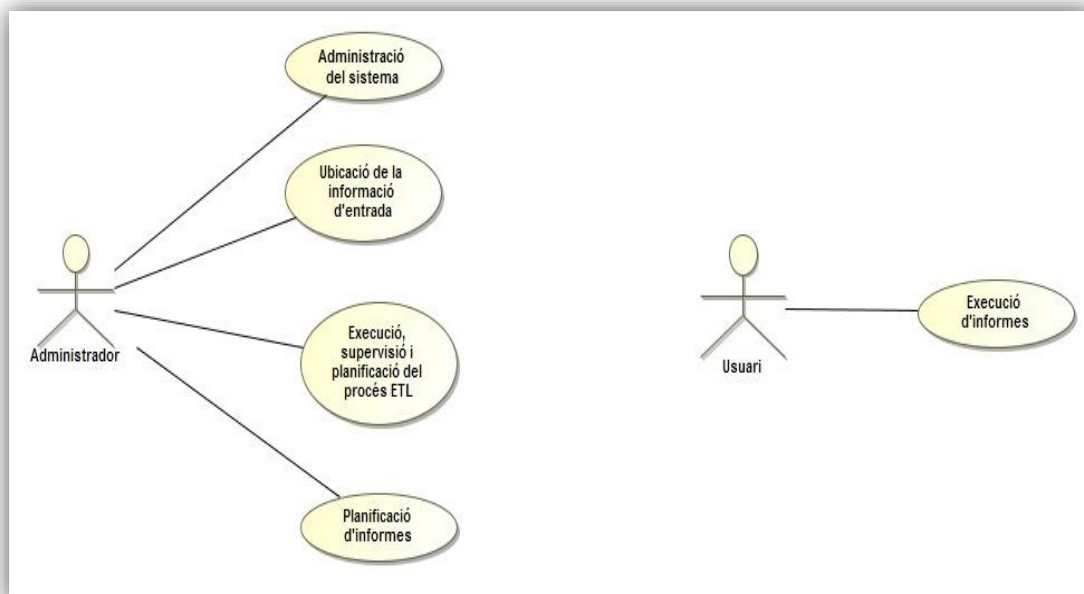 Administració
del sistema
Ubicació de la
informació
d'entrada
Administrador
Execució,
supervisió i
planificació del
procés ETL
Planificació
d'informes
Usuari
Execució
d'informes